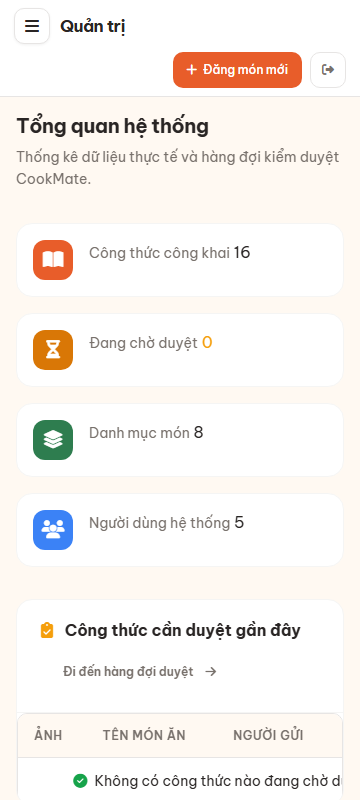 Quản trị
Đăng món mới
Tổng quan hệ thống
Thống kê dữ liệu thực tế và hàng đợi kiểm duyệt
CookMate.
Công thức công khai 16
Đang chờ duyệt 0
Danh mục món 8
Người dùng hệ thống 5
Công thức cần duyệt gần đây
Đi đến hàng đợi duyệt
ẢNH TÊN MÓN ĂN NGƯỜI GỬI
Không có công thức nào đang chờ d